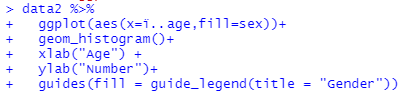 > data2 %>%
+   ggplot(aes(x=ï..age,fill=sex))+
+   geom_histogram()+
+   xlab("Age") +
+   ylab("Number")+
+   guides(fill = guide_legend(title = "Gender"))